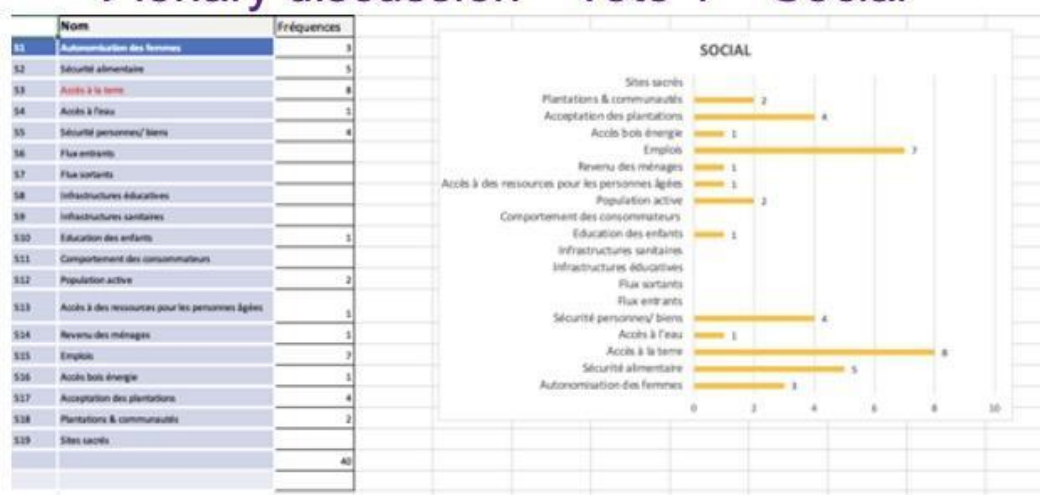 Nom Fréquences
S1 Autonomisation des femmes 3
S2 Sécurité alimentaire 5
S3 Accès à la terre 8
S4 Accès à l'eau 1
S5 Sécurité personnes/ biens 4
S6 Flux entrants
S7 Flux sortants
S8 Infrastructures éducatives
S9 Infrastructures sanitaires
S10 Education des enfants 1
S11 Comportement des consommateurs
S12 Population active 2
S13 Accès à des ressources pour les personnes âgées 1
S14 Revenu des ménages 1
S15 Emplois 7
S16 Accès bois énergie 1
S17 Acceptation des plantations 4
S18 Plantations & communautés 2
S19 Sites sacrés
40
SOCIAL
Sites sacrés
Plantations & communautés 2
Acceptation des plantations 4
Accès bois énergie 1
Emplois 7
Revenu des ménages 1
Accès à des ressources pour les personnes âgées 1
Population active 2
Comportement des consommateurs
Education des enfants 1
Infrastructures sanitaires
Infrastructures éducatives
Flux sortants
Flux entrants
Sécurité personnes/ biens 4
Accès à l'eau 1
Accès à la terre 8
Sécurité alimentaire 5
Autonomisation des femmes 3
0 2 4 6 8 10